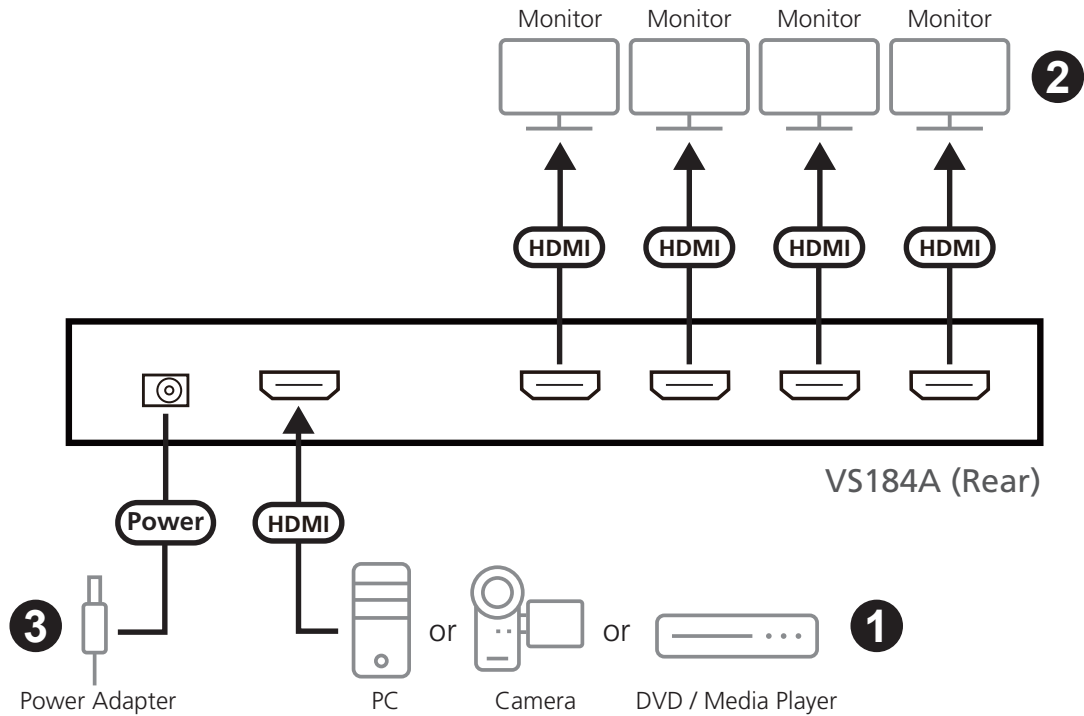 Monitor Monitor Monitor Monitor
2
HDMI HDMI HDMI HDMI
VS184A (Rear)
Power HDMI
3 or or 1
Power Adapter PC Camera DVD / Media Player